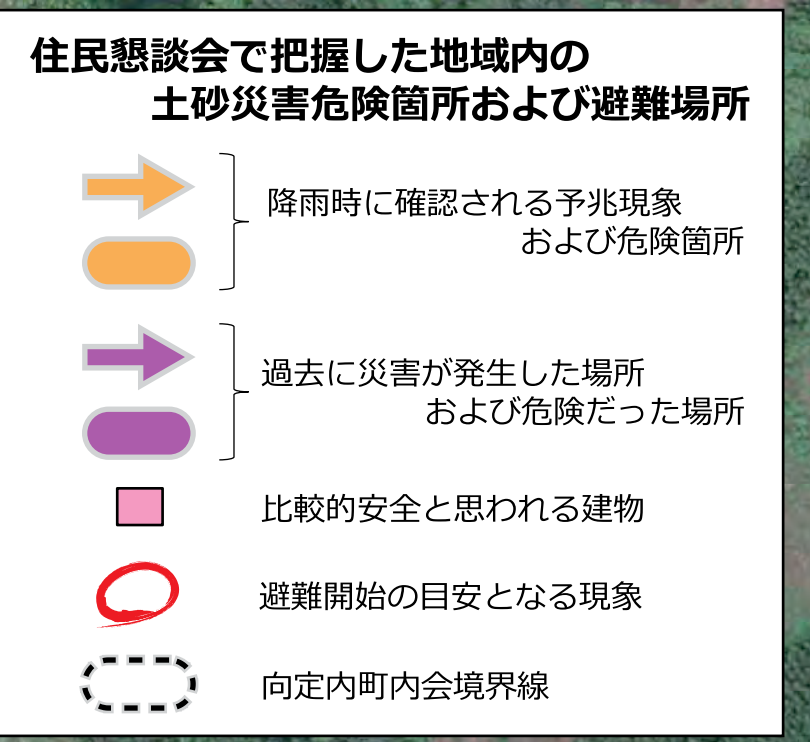 住民懇談会で把握した地域内の
土砂災害危険箇所および避難場所
降雨時に確認される予兆現象
および危険箇所
過去に災害が発生した場所
および危険だった場所
比較的安全と思われる建物
避難開始の目安となる現象
向定内町内会境界線